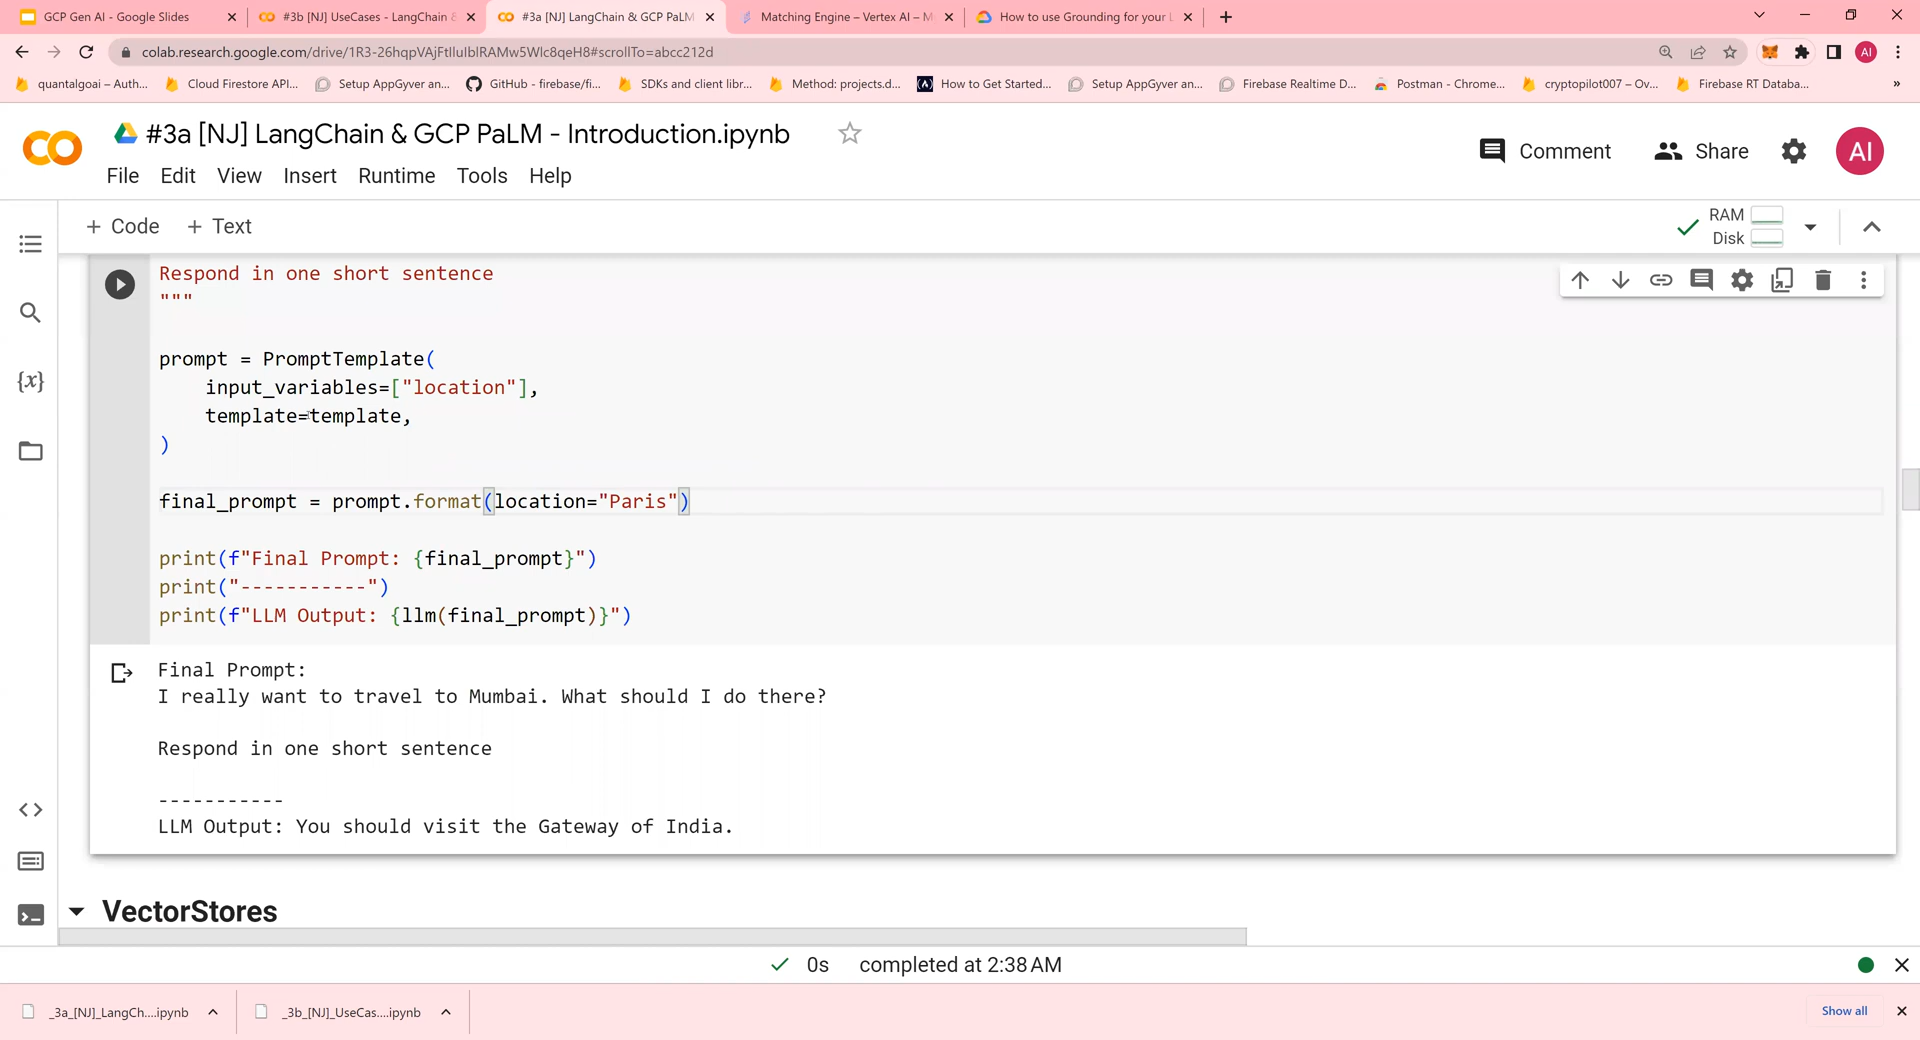 GCP Gen AI - Google Slides
#3b [NJ] UseCases - LangChain &
#3a [NJ] LangChain & GCP PaLM
Matching Engine – Vertex AI – M
How to use Grounding for your L
colab.research.google.com/drive/
quantalgoai – Auth...
Cloud Firestore API...
Setup AppGyver an...
GitHub - firebase/fi...
SDKs and client libr...
Method: projects.d...
How to Get Started...
Setup AppGyver an...
Firebase Realtime D...
Postman - Chrome...
cryptopilot007 – Ov...
Firebase RT Databa...
»
#3a [NJ] LangChain & GCP PaLM - Introduction.ipynb
Comment
Share
AI
File Edit View Insert Runtime Tools Help
+ Code + Text
RAM
Disk
Respond in one short sentence
"""
prompt = PromptTemplate(
input_variables=["location"],
template=template,
)
final_prompt = prompt.format(location="Paris")
print(f"Final Prompt: {final_prompt}")
print("-----------")
print(f"LLM Output: {llm(final_prompt)}")
Final Prompt:
I really want to travel to Mumbai. What should I do there?
Respond in one short sentence
-----------
LLM Output: You should visit the Gateway of India.
VectorStores
0s completed at 2:38 AM
_3a_[NJ]_LangCh....ipynb
_3b_[NJ]_UseCas....ipynb
Show all